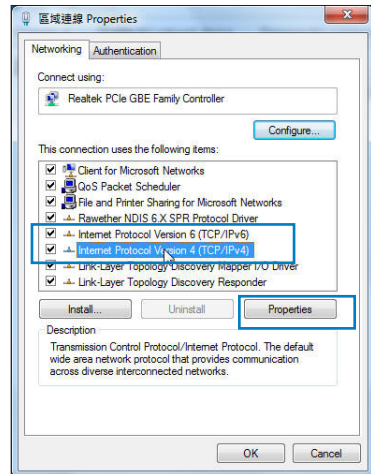 區域連線 Properties
Networking Authentication
Connect using:
Realtek PCIe GBE Family Controller
Configure...
This connection uses the following items:
Client for Microsoft Networks
QoS Packet Scheduler
File and Printer Sharing for Microsoft Networks
Rawether NDIS 6.X SPR Protocol Driver
Internet Protocol Version 6 (TCP/IPv6)
Internet Protocol Version 4 (TCP/IPv4)
Link-Layer Topology Discovery Mapper I/O Driver
Link-Layer Topology Discovery Responder
Install... Uninstall Properties
Description
Transmission Control Protocol/Internet Protocol. The default
wide area network protocol that provides communication
across diverse interconnected networks.
OK Cancel